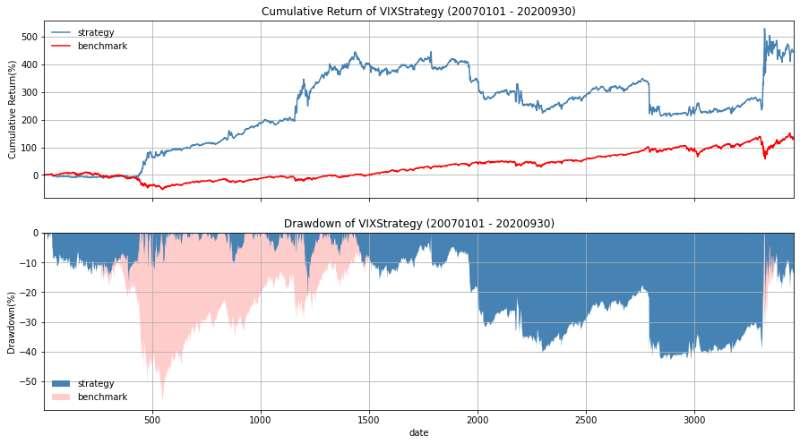 Cumulative Return of VIXStrategy (20070101 - 20200930)
Cumulative Return(%)
500
400
300
200
100
0
strategy
benchmark
Drawdown of VIXStrategy (20070101 - 20200930)
Drawdown(%)
0
−10
−20
−30
−40
−50
strategy
benchmark
500
1000
1500
2000
2500
3000
date